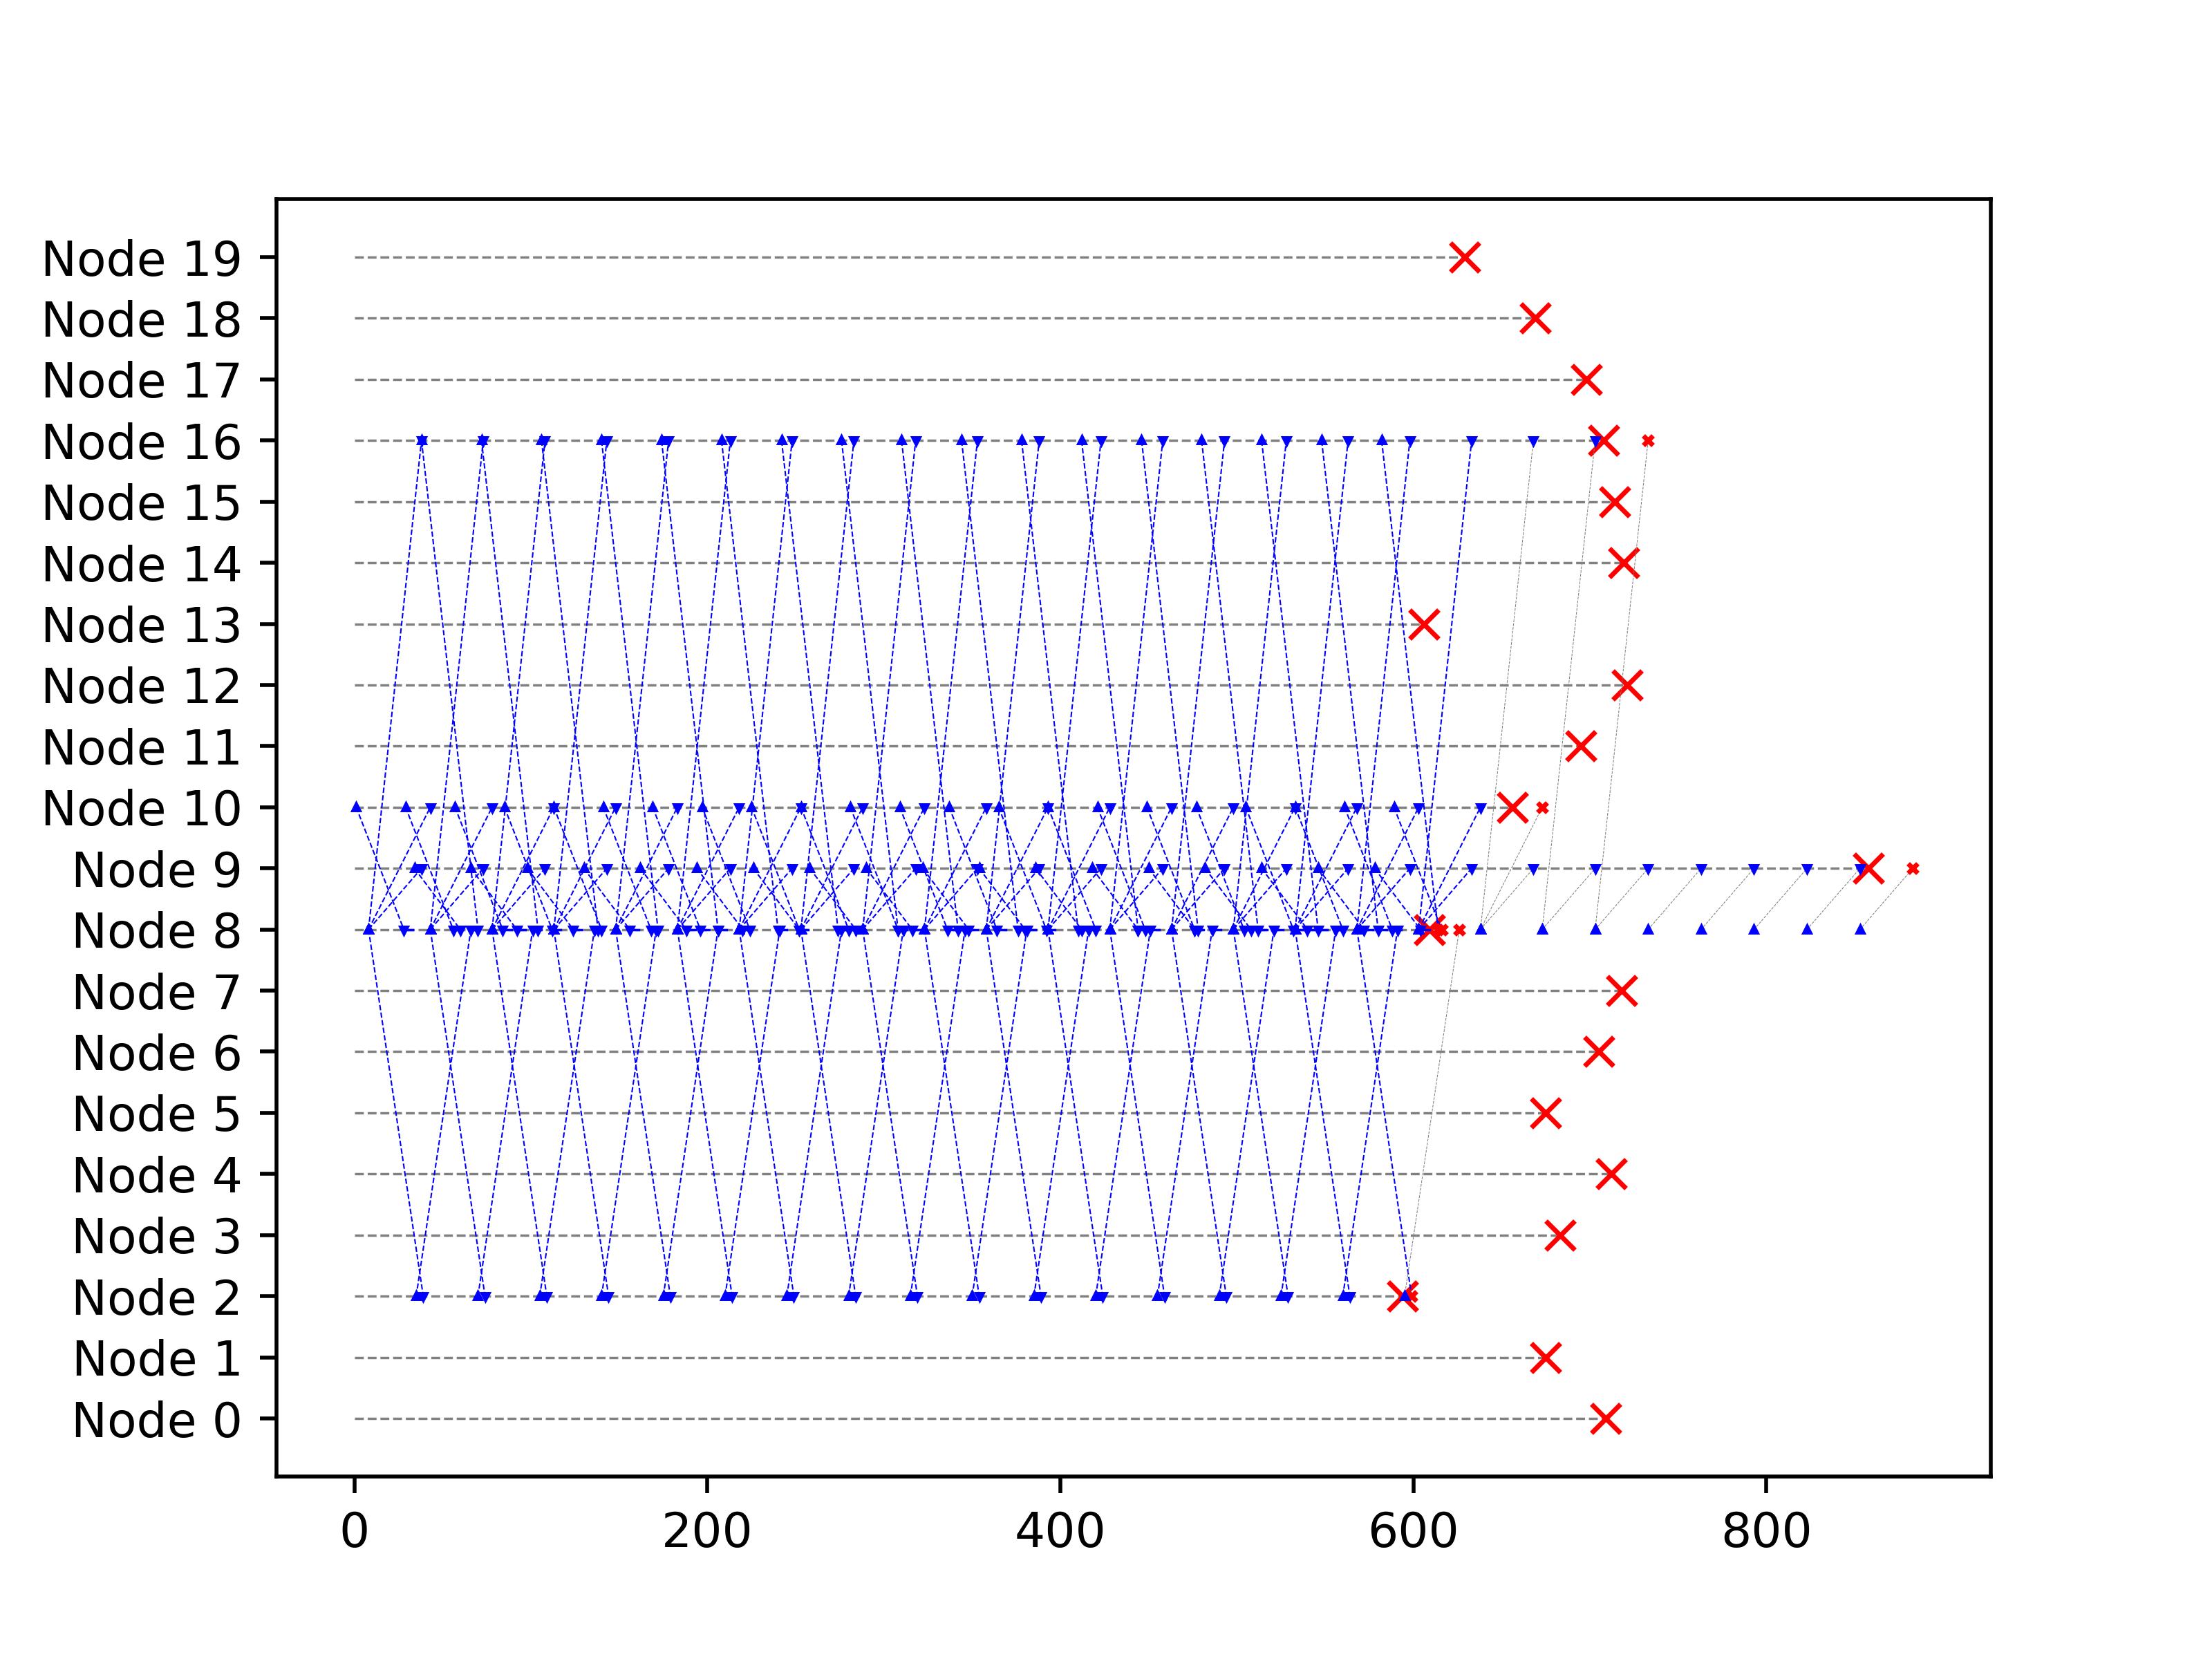 Node 19
Node 18
Node 17
Node 16
Node 15
Node 14
Node 13
Node 12
Node 11
Node 10
Node 9
Node 8
Node 7
Node 6
Node 5
Node 4
Node 3
Node 2
Node 1
Node 0
0 200 400 600 800